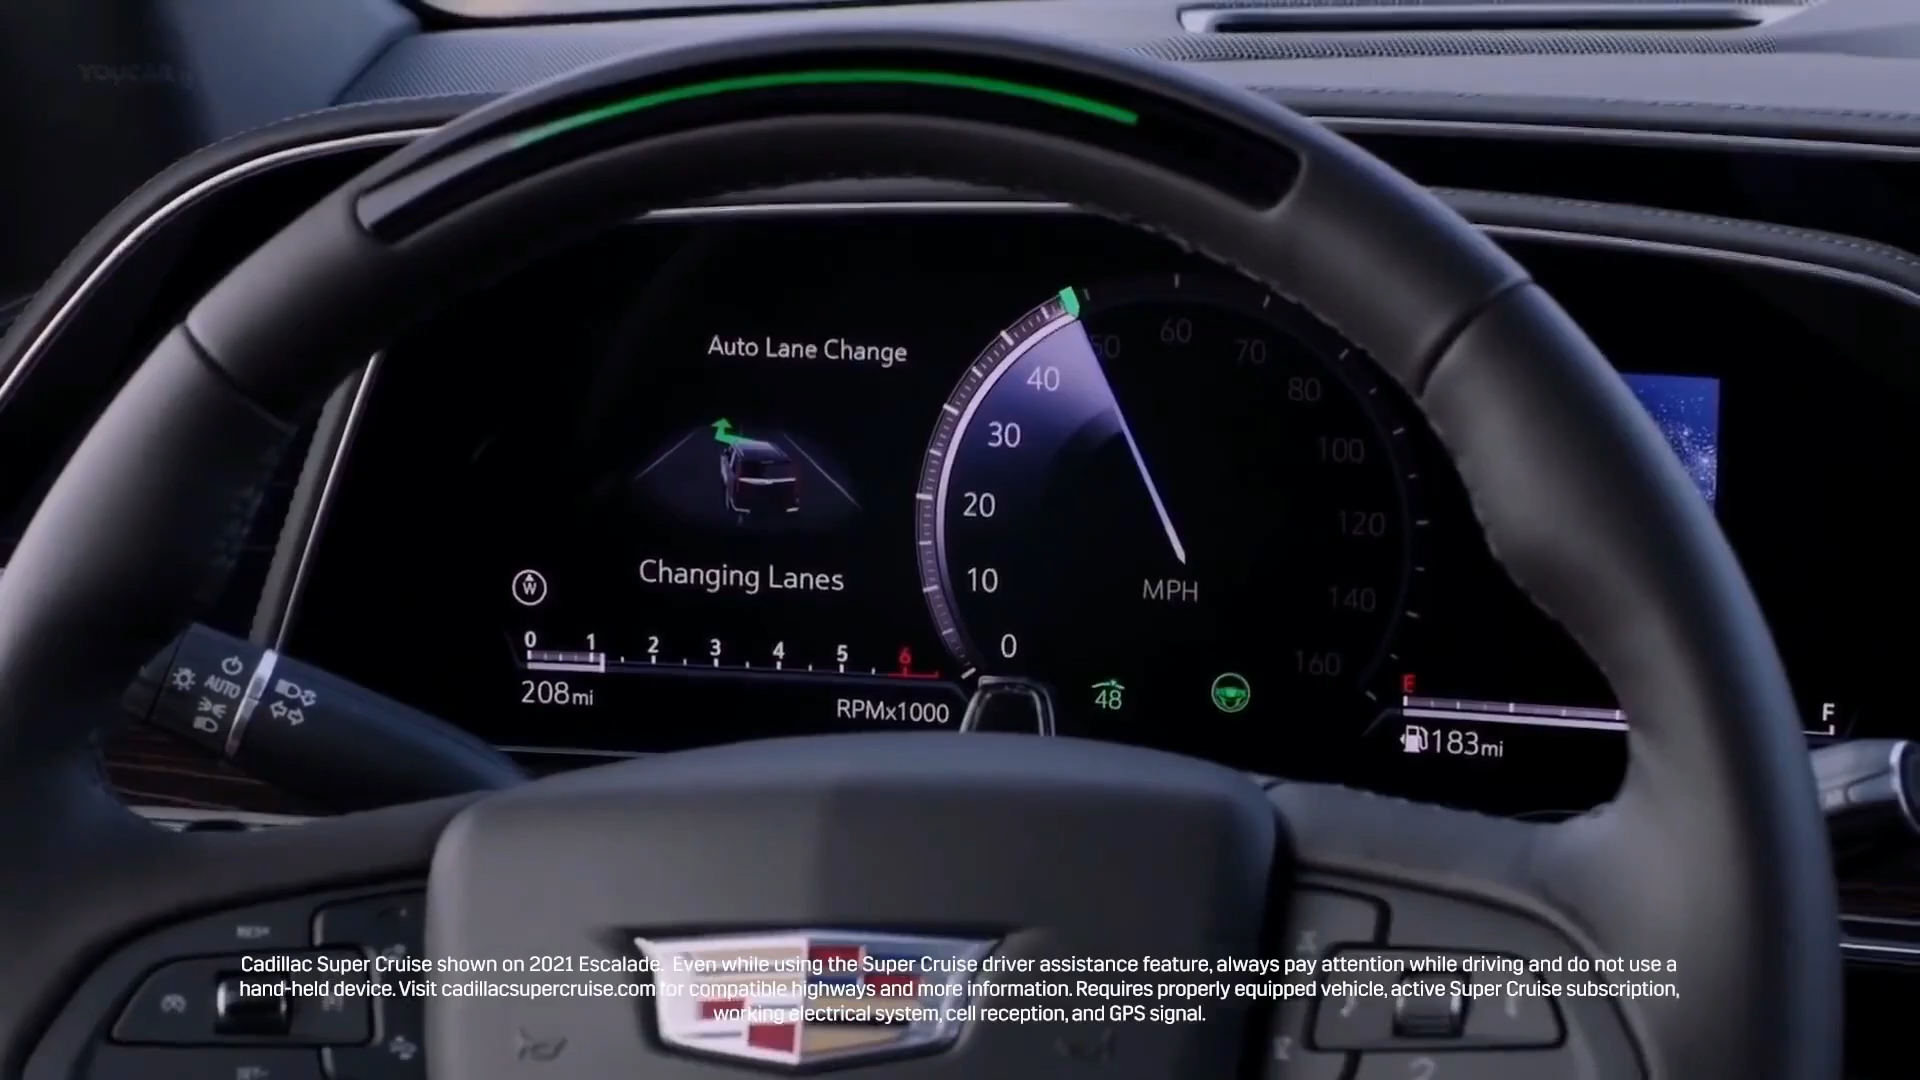 YOUCAR
Auto Lane Change
Changing Lanes
W
0 1 2 3 4 5 6
208mi
RPMx1000
0 10 20 30 40 50 60 70 80 100 120 140 160
MPH
48
E F
183mi
AUTO
Cadillac Super Cruise shown on 2021 Escalade. Even while using the Super Cruise driver assistance feature, always pay attention while driving and do not use a
hand-held device. Visit cadillacsupercruise.com for compatible highways and more information. Requires properly equipped vehicle, active Super Cruise subscription,
working electrical system, cell reception, and GPS signal.